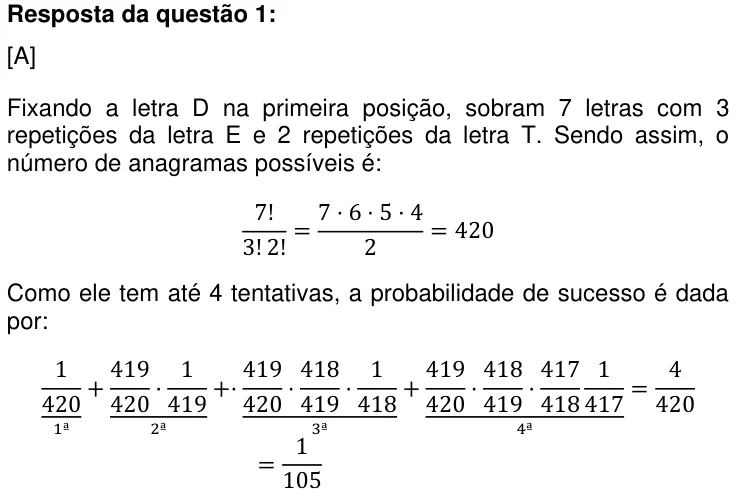 Resposta da questão 1:
[A]
Fixando a letra D na primeira posição, sobram 7 letras com 3
repetições da letra E e 2 repetições da letra T. Sendo assim, o
número de anagramas possíveis é:
7!/(3! 2!) = (7 · 6 · 5 · 4)/2 = 420
Como ele tem até 4 tentativas, a probabilidade de sucesso é dada
por:
1/420 + 419/420 · 1/419 +· 419/420 · 418/419 · 1/418 + 419/420 · 418/419 · 417/418 1/417 = 4/420
1ª 2ª 3ª 4ª
= 1/105